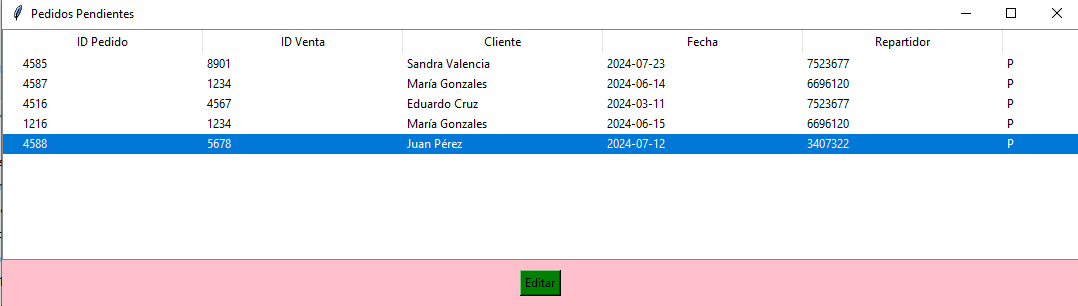 Pedidos Pendientes
ID Pedido ID Venta Cliente Fecha Repartidor
4585 8901 Sandra Valencia 2024-07-23 7523677 P
4587 1234 María Gonzales 2024-06-14 6696120 P
4516 4567 Eduardo Cruz 2024-03-11 7523677 P
1216 1234 María Gonzales 2024-06-15 6696120 P
4588 5678 Juan Pérez 2024-07-12 3407322 P
Editar